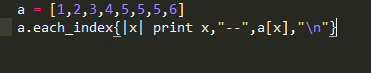 a = [1,2,3,4,5,5,5,6]
a.each_index{|x| print x,"--",a[x],"\n"}